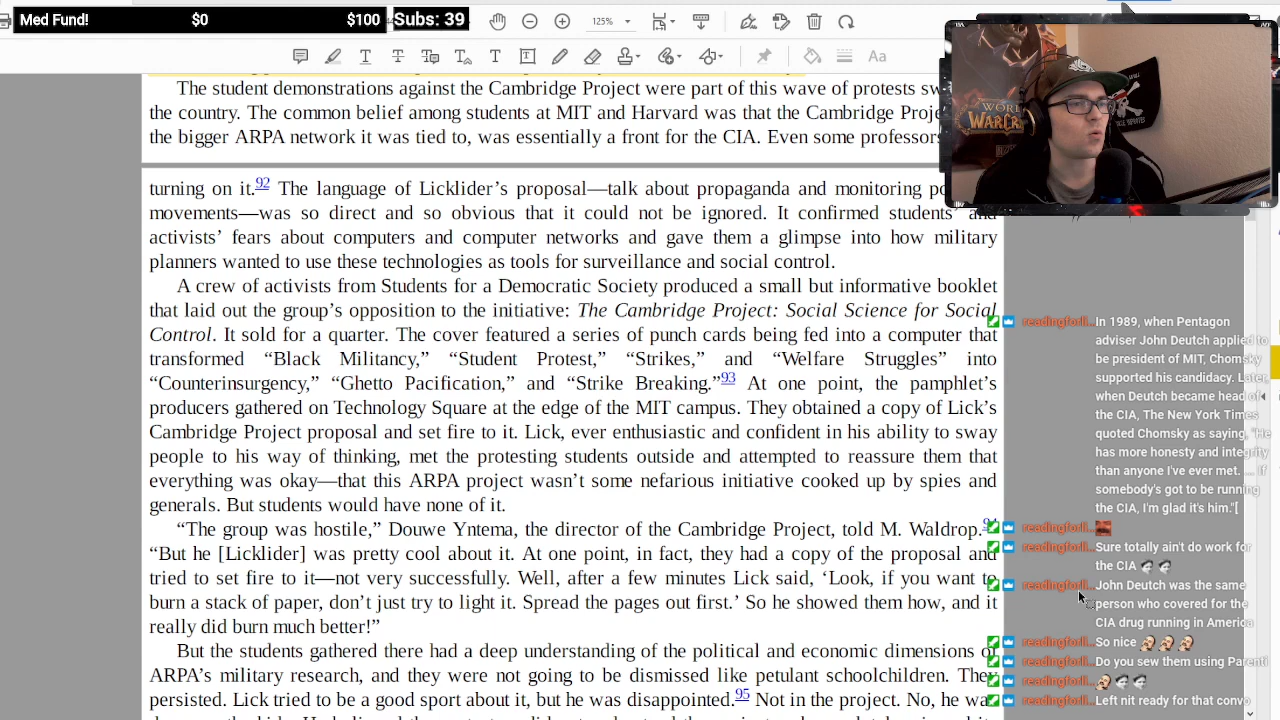 Med Fund! $0 $100 Subs: 39
125%
The student demonstrations against the Cambridge Project were part of this wave of protests
the country. The common belief among students at MIT and Harvard was that the Cambridge
the bigger ARPA network it was tied to, was essentially a front for the CIA. Even some professors
turning on it.92 The language of Licklider’s proposal—talk about propaganda and monitoring
movements—was so direct and so obvious that it could not be ignored. It confirmed students’ and
activists’ fears about computers and computer networks and gave them a glimpse into how military
planners wanted to use these technologies as tools for surveillance and social control.
A crew of activists from Students for a Democratic Society produced a small but informative booklet
that laid out the group’s opposition to the initiative: The Cambridge Project: Social Science for Social
Control. It sold for a quarter. The cover featured a series of punch cards being fed into a computer that
transformed “Black Militancy,” “Student Protest,” “Strikes,” and “Welfare Struggles” into
“Counterinsurgency,” “Ghetto Pacification,” and “Strike Breaking.”93 At one point, the pamphlet’s
producers gathered on Technology Square at the edge of the MIT campus. They obtained a copy of Lick’s
Cambridge Project proposal and set fire to it. Lick, ever enthusiastic and confident in his ability to sway
people to his way of thinking, met the protesting students outside and attempted to reassure them that
everything was okay—that this ARPA project wasn’t some nefarious initiative cooked up by spies and
generals. But students would have none of it.
“The group was hostile,” Douwe Yntema, the director of the Cambridge Project, told M. Waldrop.
“But he [Licklider] was pretty cool about it. At one point, in fact, they had a copy of the proposal and
tried to set fire to it—not very successfully. Well, after a few minutes Lick said, ‘Look, if you want to
burn a stack of paper, don’t just try to light it. Spread the pages out first.’ So he showed them how, and it
really did burn much better!”
But the students gathered there had a deep understanding of the political and economic dimensions of
ARPA’s military research, and they were not going to be dismissed like petulant schoolchildren. They
persisted. Lick tried to be a good sport about it, but he was disappointed.95 Not in the project. No, he was
WORLD
WARCRAFT
readingforli... In 1989, when Pentagon
adviser John Deutch applied to
be president of MIT, Chomsky
supported his candidacy. Later,
when Deutch became head of
the CIA, The New York Times
quoted Chomsky as saying, "He
has more honesty and integrity
than anyone I've ever met. ... If
somebody's got to be running
the CIA, I'm glad it's him."[
readingforli...
readingforli... Sure totally ain't do work for
the CIA
readingforli... John Deutch was the same
person who covered for the
CIA drug running in America
readingforli... So nice
readingforli... Do you sew them using Parenti
readingforli...
readingforli... Left nit ready for that convo